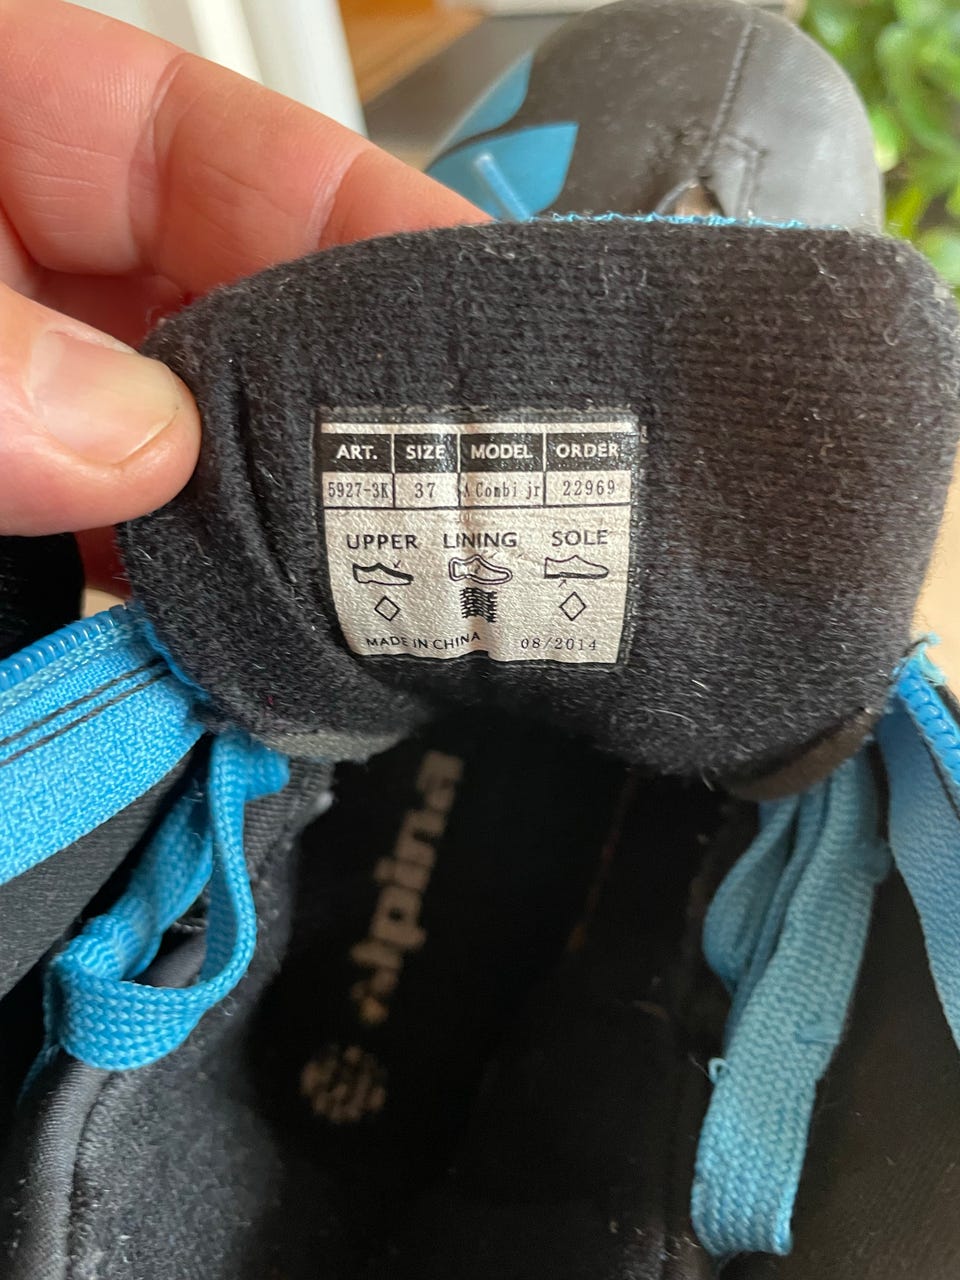 ART. SIZE MODEL ORDER
5927-3K 37 A Combi jr 22969
UPPER LINING SOLE
MADE IN CHINA 08/2014
alpina